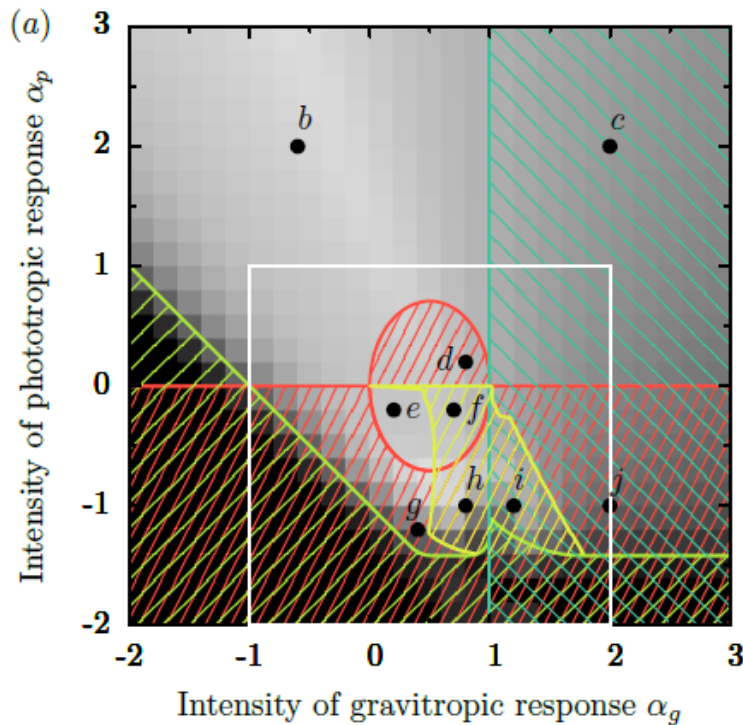 (a)
Intensity of phototropic response αp
3
2
1
0
-1
-2
b
c
d
e
f
g
h
i
j
-2 -1 0 1 2 3
Intensity of gravitropic response αg